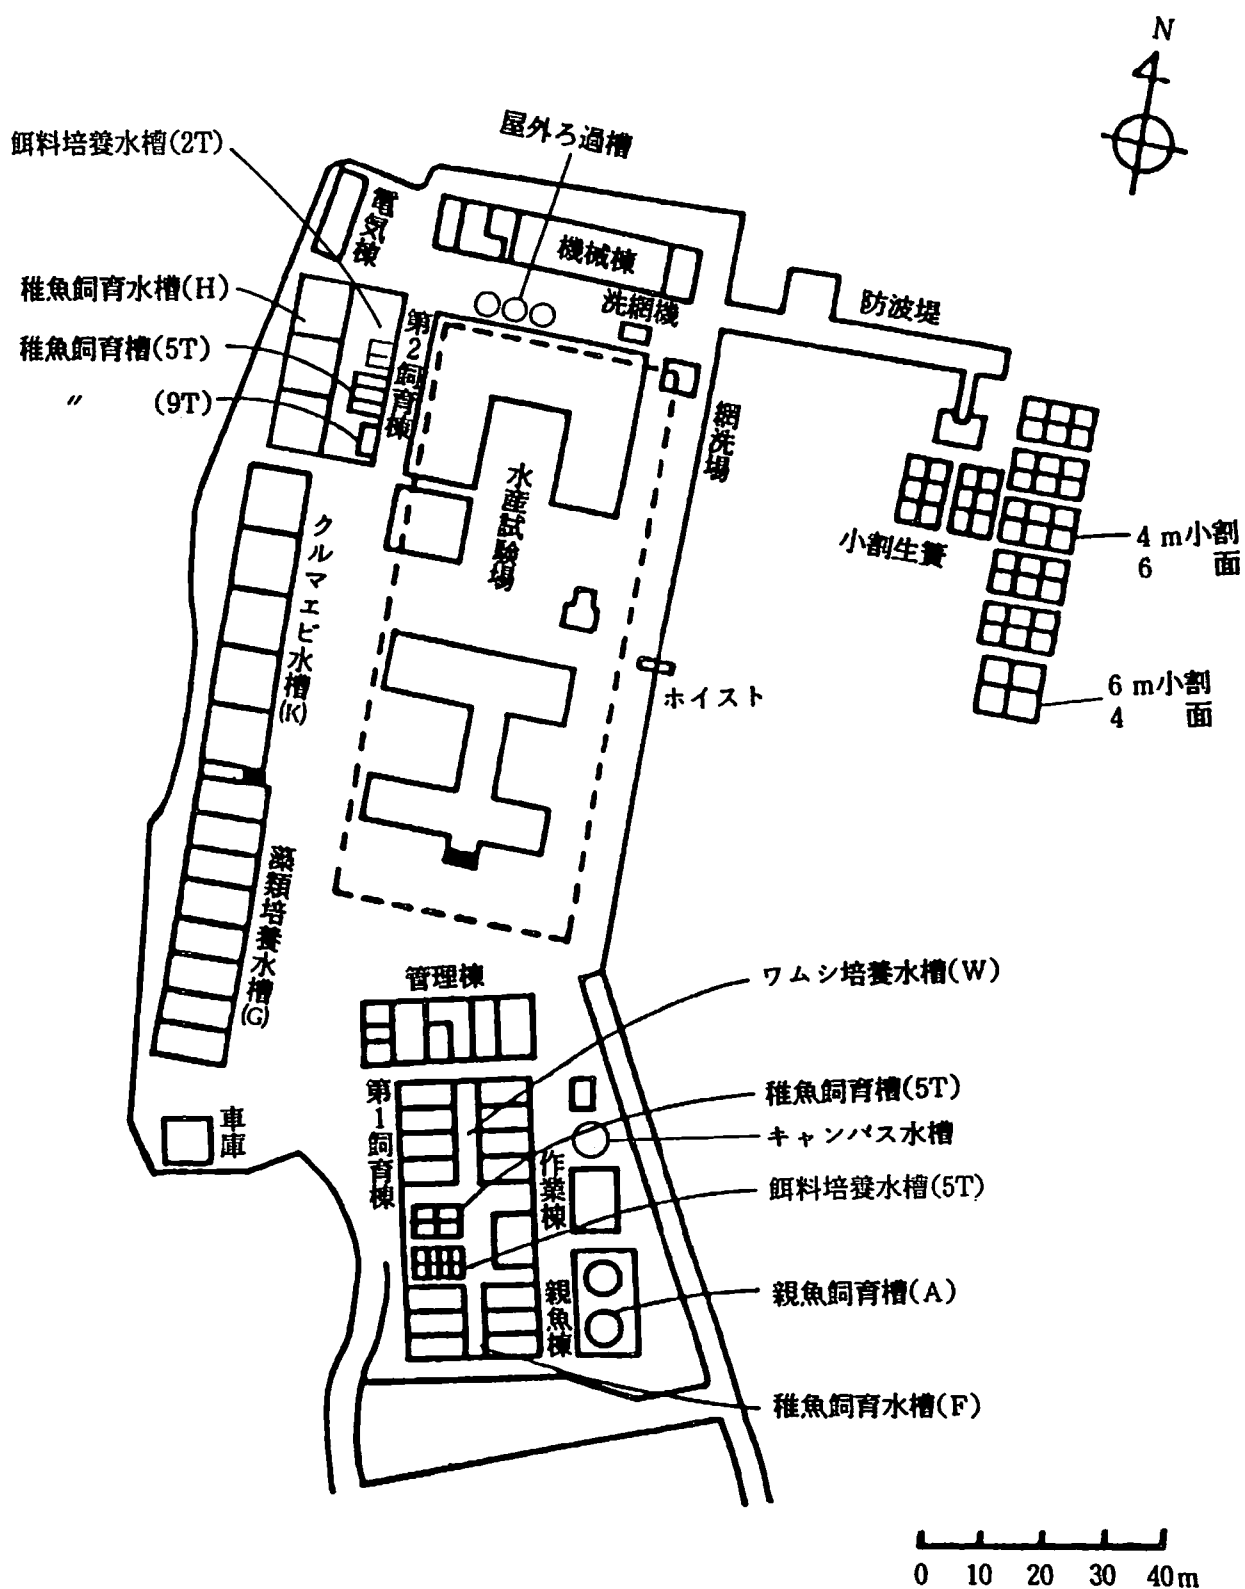 N
屋外ろ過槽
餌料培養水槽(2T)
電気棟
機械棟
稚魚飼育水槽(H)
洗網機
防波堤
第2飼育棟
稚魚飼育槽(5T)
〃 (9T)
網洗場
水産試験場
クルマエビ水槽(K)
小割生簀
4m小割
6 面
ホイスト
6m小割
4 面
藻類培養水槽(G)
管理棟
ワムシ培養水槽(W)
第1飼育棟
稚魚飼育槽(5T)
車庫
キャンバス水槽
作業棟
餌料培養水槽(5T)
親魚棟
親魚飼育槽(A)
稚魚飼育水槽(F)
0 10 20 30 40m